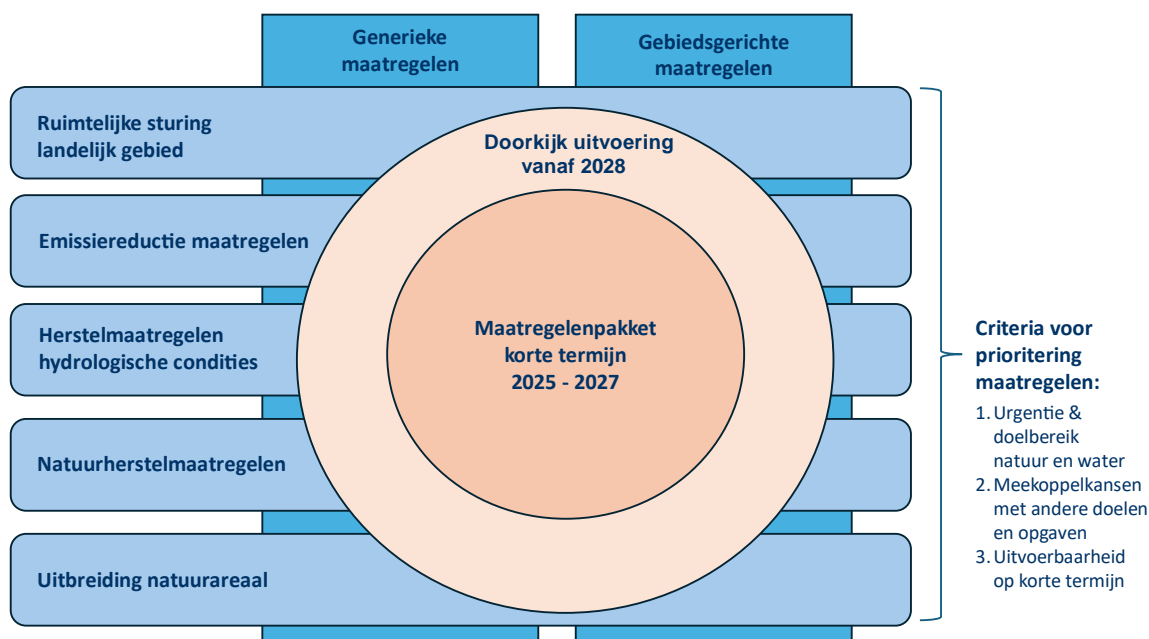 Generieke
maatregelen
Gebiedsgerichte
maatregelen
Ruimtelijke sturing
landelijk gebied
Doorkijk uitvoering
vanaf 2028
Emissiereductie maatregelen
Herstelmaatregelen
hydrologische condities
Maatregelenpakket
korte termijn
2025 - 2027
Natuurherstelmaatregelen
Uitbreiding natuurareaal
Criteria voor
prioritering
maatregelen:
1. Urgentie &
doelbereik
natuur en water
2. Meekoppelkansen
met andere doelen
en opgaven
3. Uitvoerbaarheid
op korte termijn